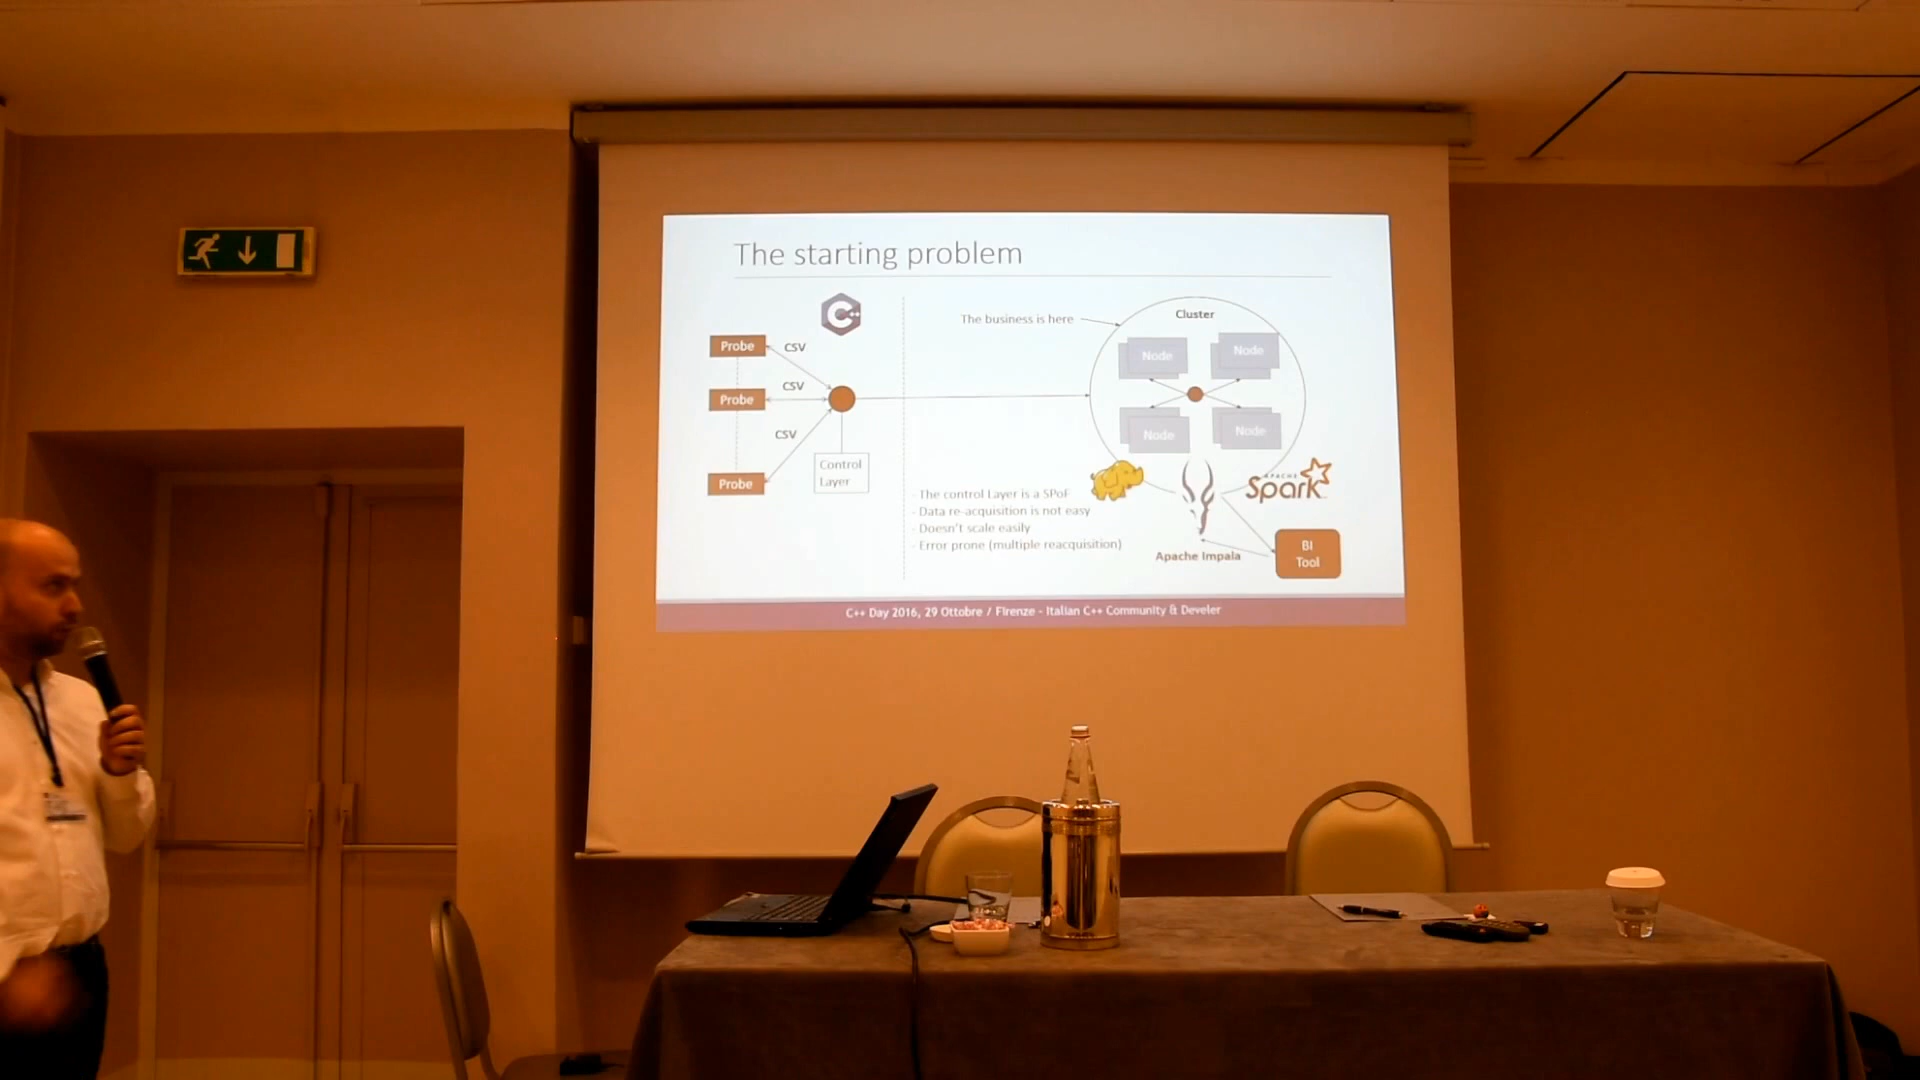 The starting problem
C++
The business is here
Cluster
Probe
CSV
Node
Node
Probe
CSV
CSV
Node
Node
Probe
Control
Layer
APACHE
Spark
- The control Layer is a SPoF
- Data re-acquisition is not easy
- Doesn't scale easily
- Error prone (multiple reacquisition)
Apache Impala
BI
Tool
C++ Day 2016, 29 Ottobre / Firenze - Italian C++ Community & Develer